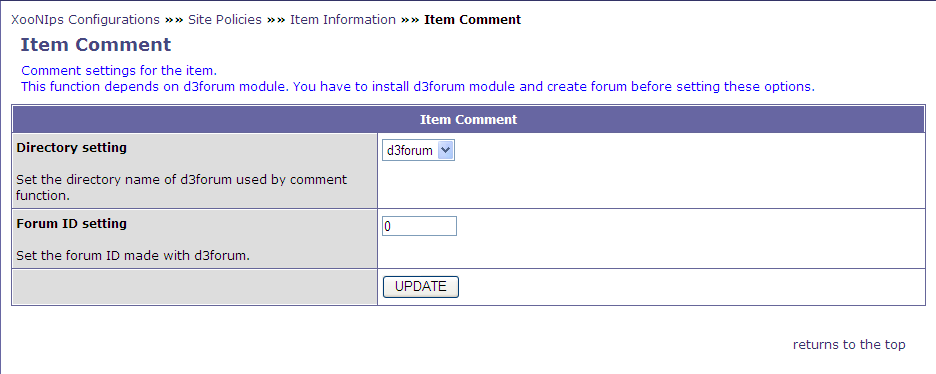 XooNIps Configurations »» Site Policies »» Item Information »» Item Comment
Item Comment
Comment settings for the item.
This function depends on d3forum module. You have to install d3forum module and create forum before setting these options.
Item Comment
Directory setting
d3forum
Set the directory name of d3forum used by comment
function.
Forum ID setting
0
Set the forum ID made with d3forum.
UPDATE
returns to the top